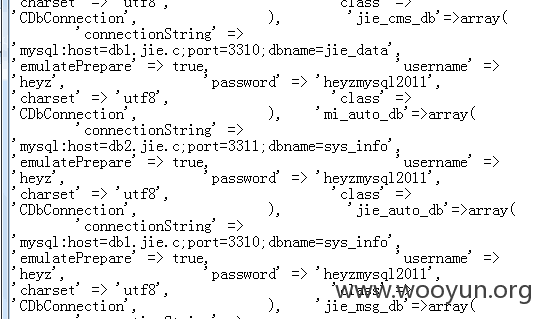 'charset' => 'utf8', 'class' =>
'CDbConnection', ), 'jie_cms_db'=>array(
'connectionString' =>
'mysql:host=db1.jie.c;port=3310;dbname=jie_data',
'emulatePrepare' => true, 'username' =>
'heyz', 'password' => 'heyzmysql2011',
'charset' => 'utf8', 'class' =>
'CDbConnection', ), 'mi_auto_db'=>array(
'connectionString' =>
'mysql:host=db2.jie.c;port=3311;dbname=sys_info',
'emulatePrepare' => true, 'username' =>
'heyz', 'password' => 'heyzmysql2011',
'charset' => 'utf8', 'class' =>
'CDbConnection', ), 'jie_auto_db'=>array(
'connectionString' =>
'mysql:host=db1.jie.c;port=3310;dbname=sys_info',
'emulatePrepare' => true, 'username' =>
'heyz', 'password' => 'heyzmysql2011',
'charset' => 'utf8', 'class' =>
'CDbConnection', ), 'jie_msg_db'=>array(
www.wooyun.org